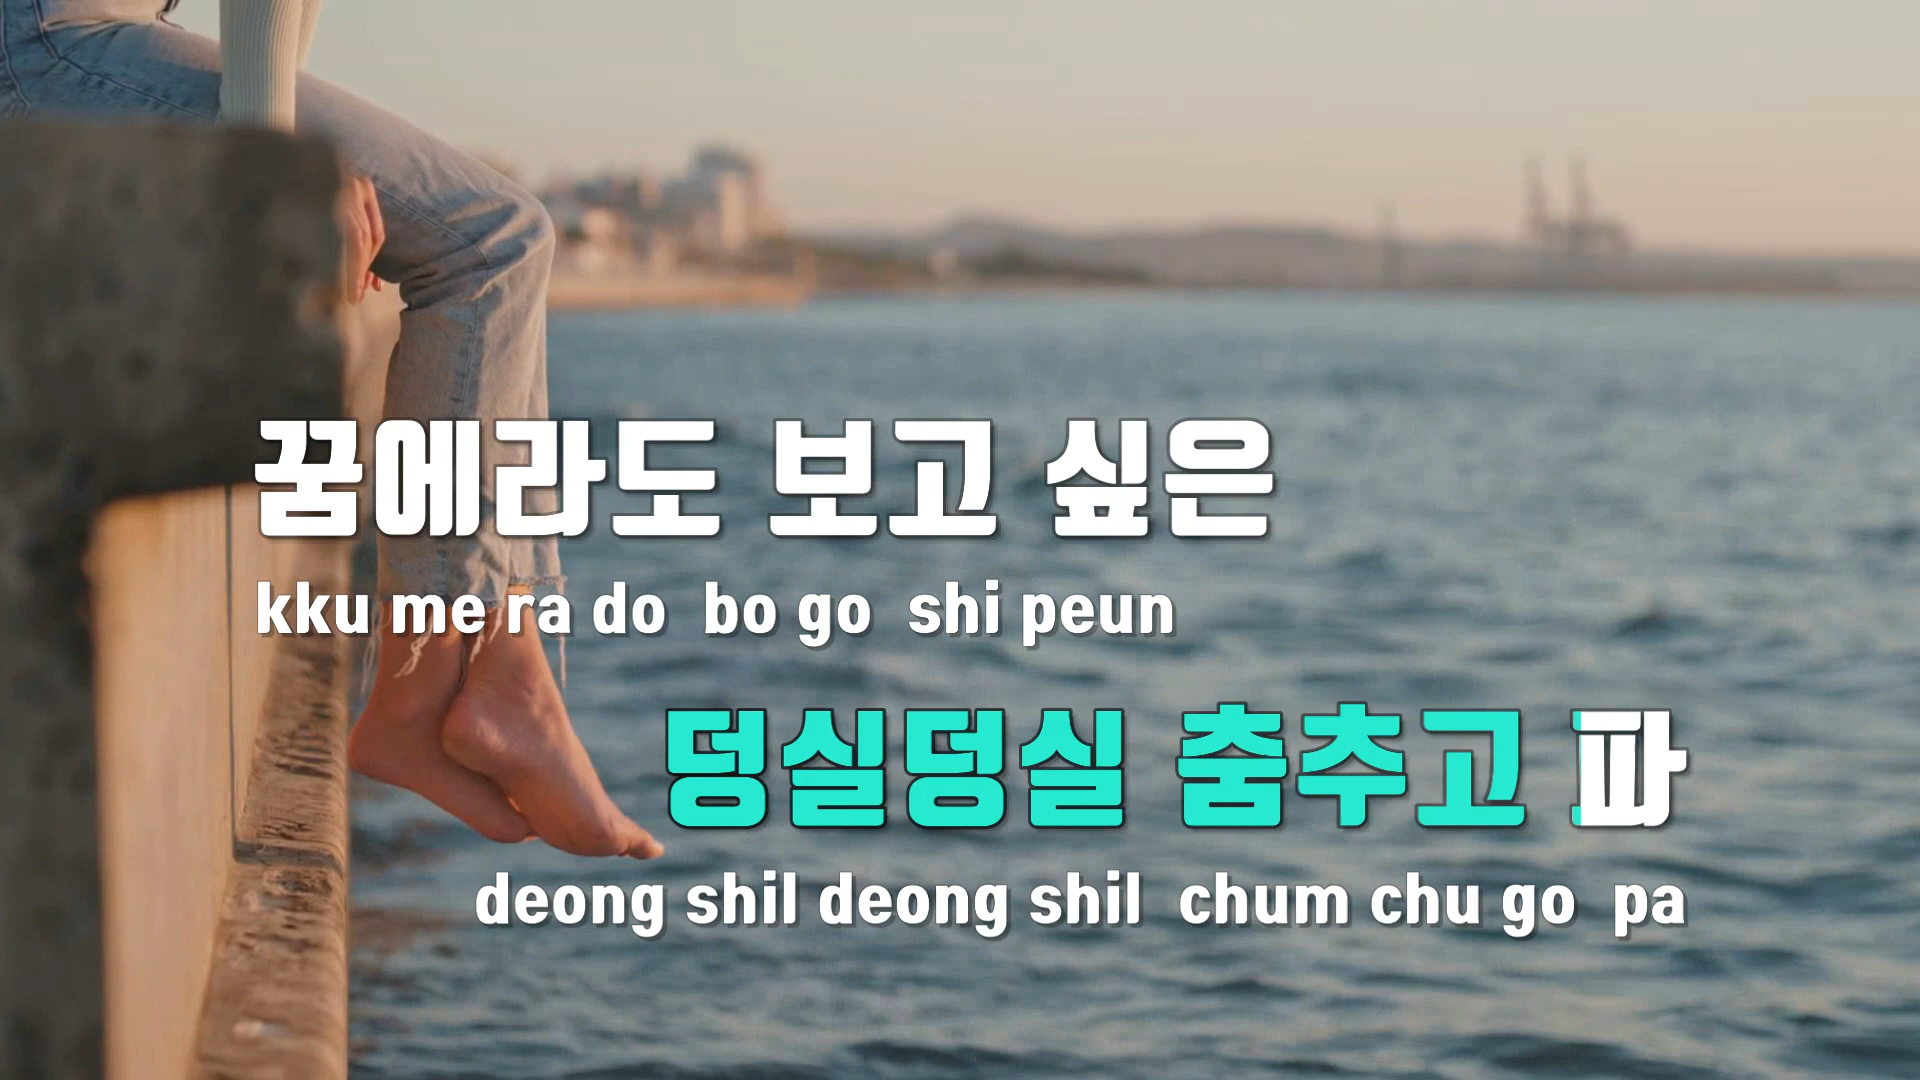 꿈에라도 보고 싶은
kku me ra do bo go shi peun
덩실덩실 춤추고 파
deong shil deong shil chum chu go pa